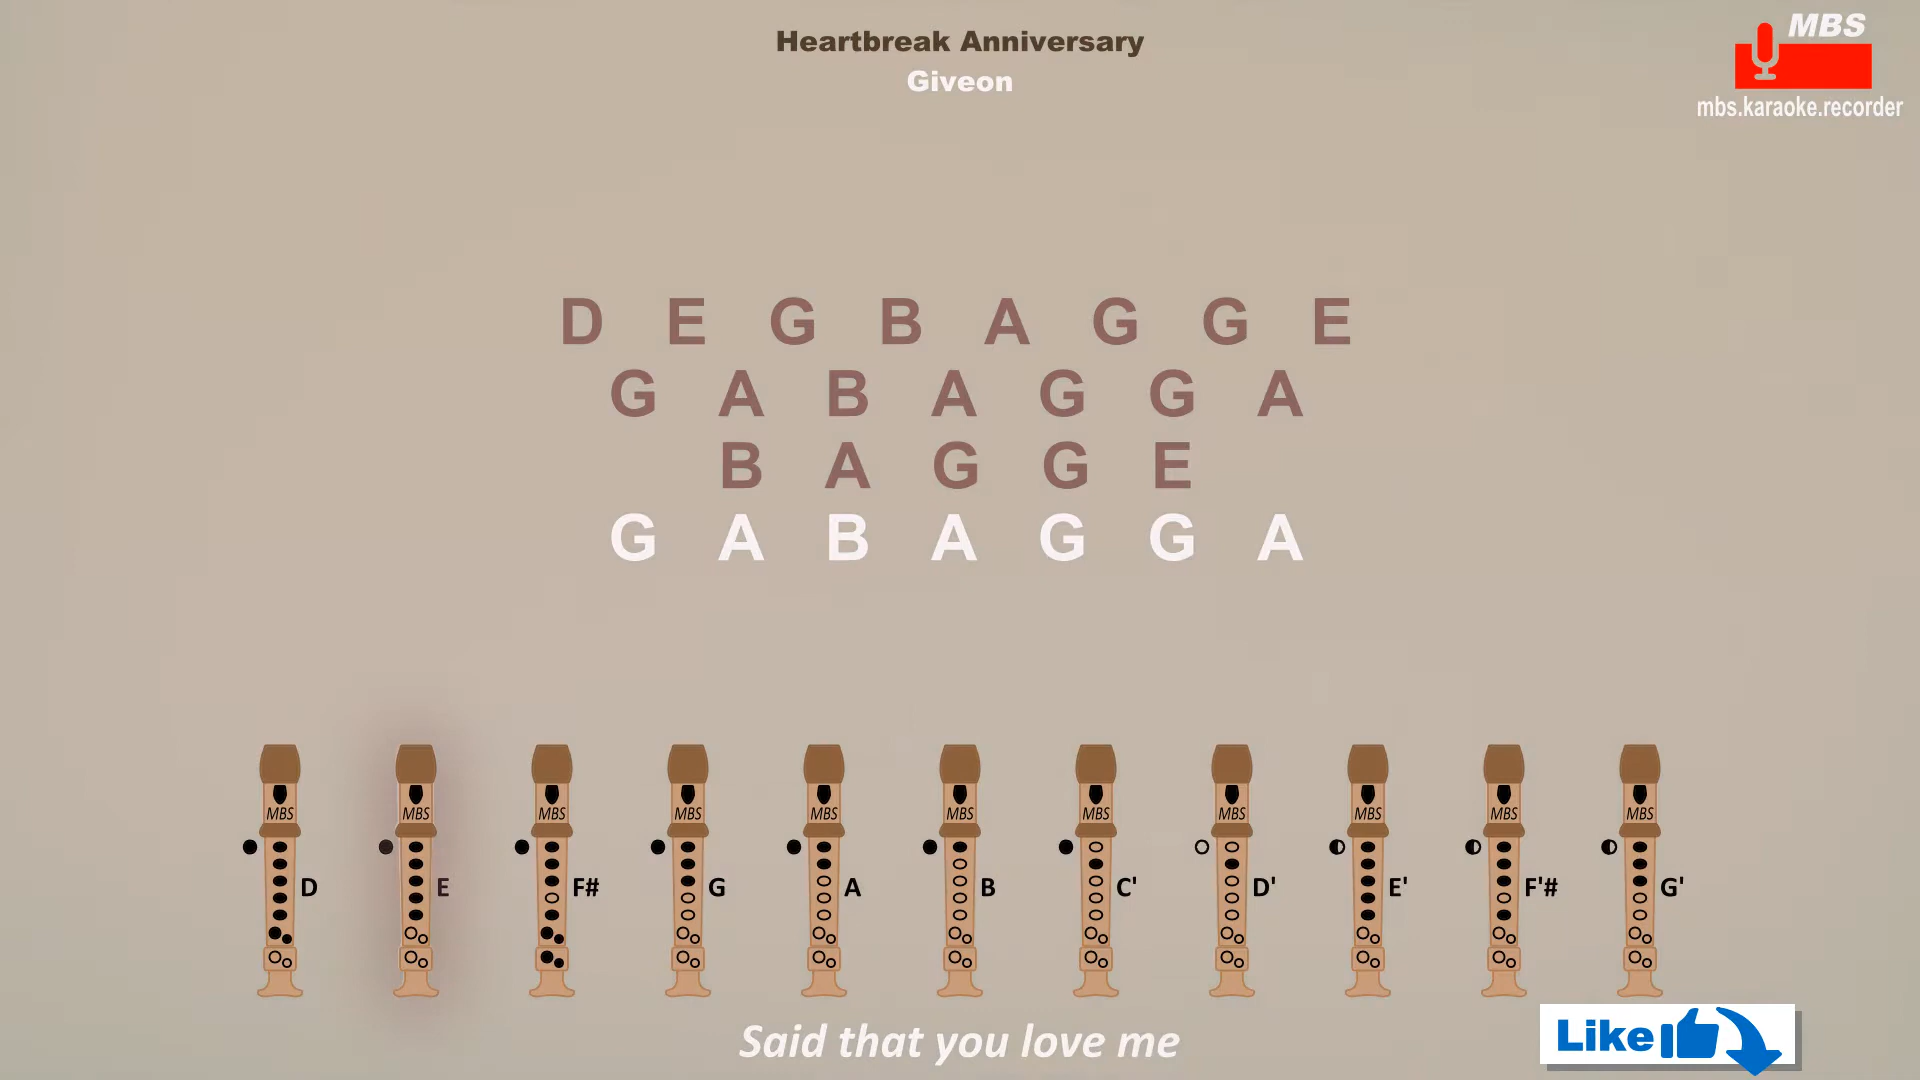 Heartbreak Anniversary
Giveon
MBS
mbs.karaoke.recorder
D E G B A G G E
G A B A G G A
B A G G E
G A B A G G A
MBS MBS MBS MBS MBS MBS MBS MBS MBS MBS MBS
D E F# G A B C' D' E' F'# G'
Said that you love me
Like